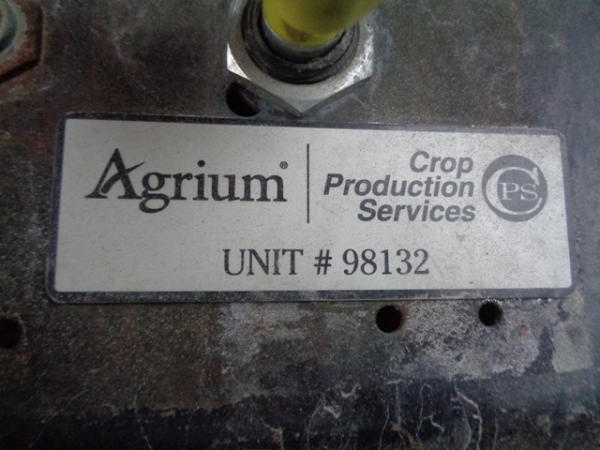 Agrium®
Crop
Production
Services
CPS
UNIT # 98132